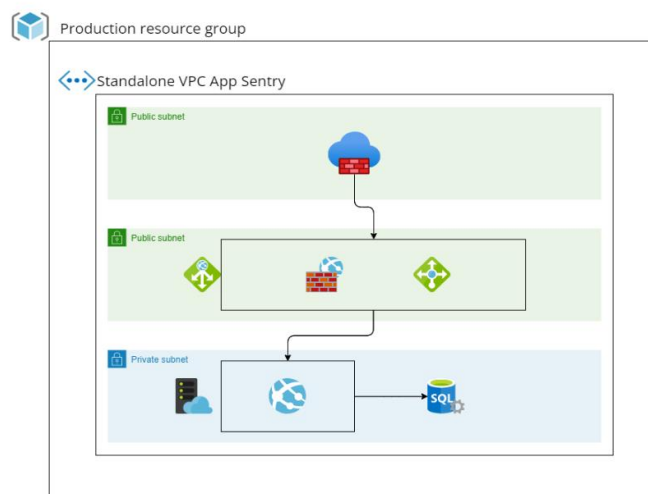 Production resource group
Standalone VPC App Sentry
Public subnet
Public subnet
Private subnet
SQL